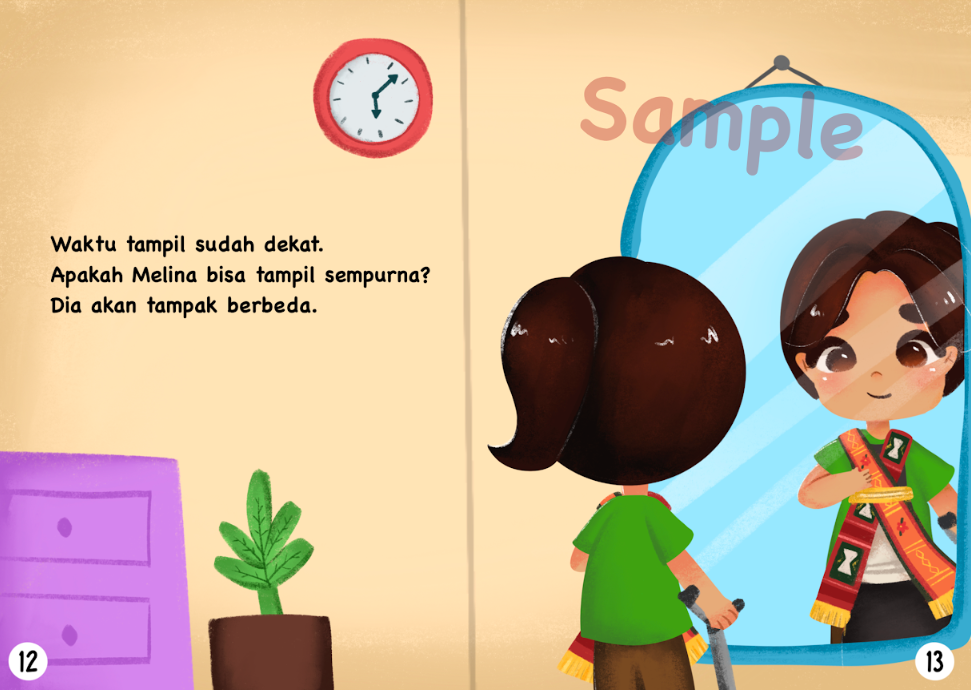 Sample
Waktu tampil sudah dekat.
Apakah Melina bisa tampil sempurna?
Dia akan tampak berbeda.
12
13